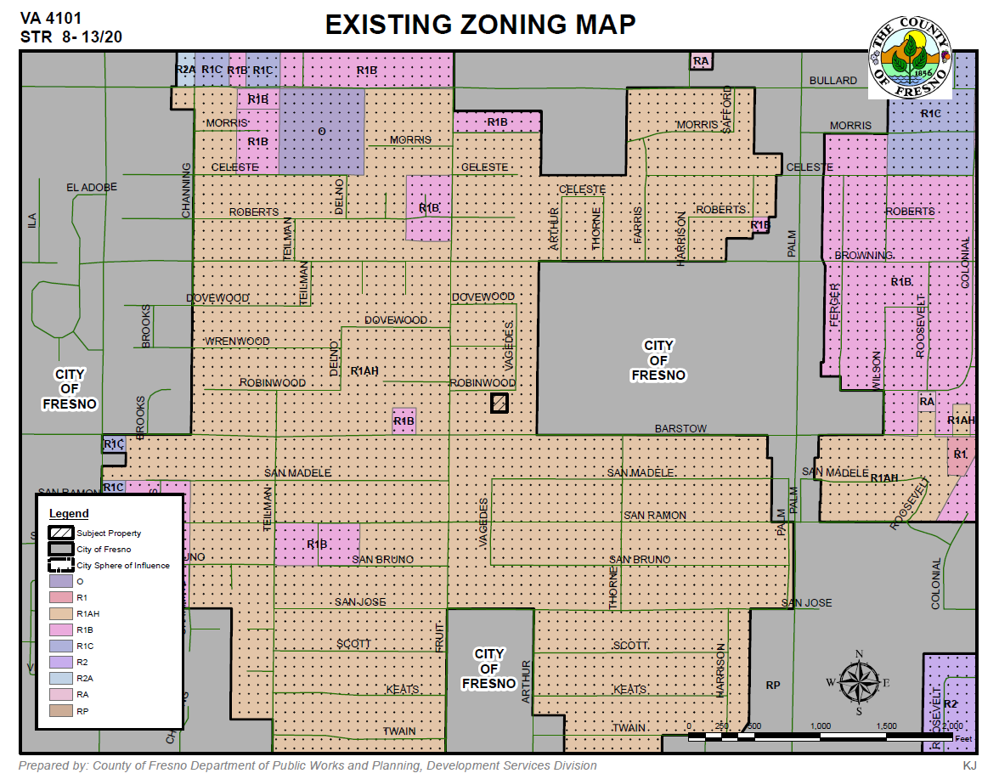 VA 4101
STR 8- 13/20
EXISTING ZONING MAP
THE COUNTY OF FRESNO
1856
R2A
R1C
R1B
R1C
R1B
RA
BULLARD
R1B
R1B
O
MORRIS
MORRIS
R1B
MORRIS
SAFFORD
MORRIS
R1C
CELESTE
CELESTE
CELESTE
EL ADOBE
CHANNING
DELNO
R1B
CELESTE
ROBERTS
ROBERTS
ROBERTS
ILA
TEILMAN
ARTHUR
THORNE
FARRIS
HARRISON
R1B
PALM
BROWNING
COLONIAL
TEILMAN
R1B
DOVEWOOD
DOVEWOOD
FERGER
ROOSEVELT
BROOKS
DOVEWOOD
VAGEDES
WRENWOOD
DELNO
R1AH
CITY
OF
FRESNO
CITY
OF
FRESNO
WILSON
ROBINWOOD
ROBINWOOD
BROOKS
R1B
RA
R1AH
BARSTOW
R1C
R1
SAN MADELE
SAN MADELE
SAN MADELE
R1AH
R1C
SAN RAMON
TEILMAN
VAGEDES
SAN RAMON
PALM
PALM
ROOSEVELT
R1B
SAN BRUNO
SAN BRUNO
THORNE
COLONIAL
SAN JOSE
SAN JOSE
Legend
Subject Property
City of Fresno
City Sphere of Influence
O
R1
R1AH
R1B
R1C
R2
R2A
RA
RP
FRUIT
SCOTT
SCOTT
CITY
OF
FRESNO
ARTHUR
HARRISON
KEATS
KEATS
TWAIN
TWAIN
RP
N
W E
S
R2
ROOSEVELT
0 250 500 1,000 1,500 2,000
Feet
Prepared by: County of Fresno Department of Public Works and Planning, Development Services Division
KJ